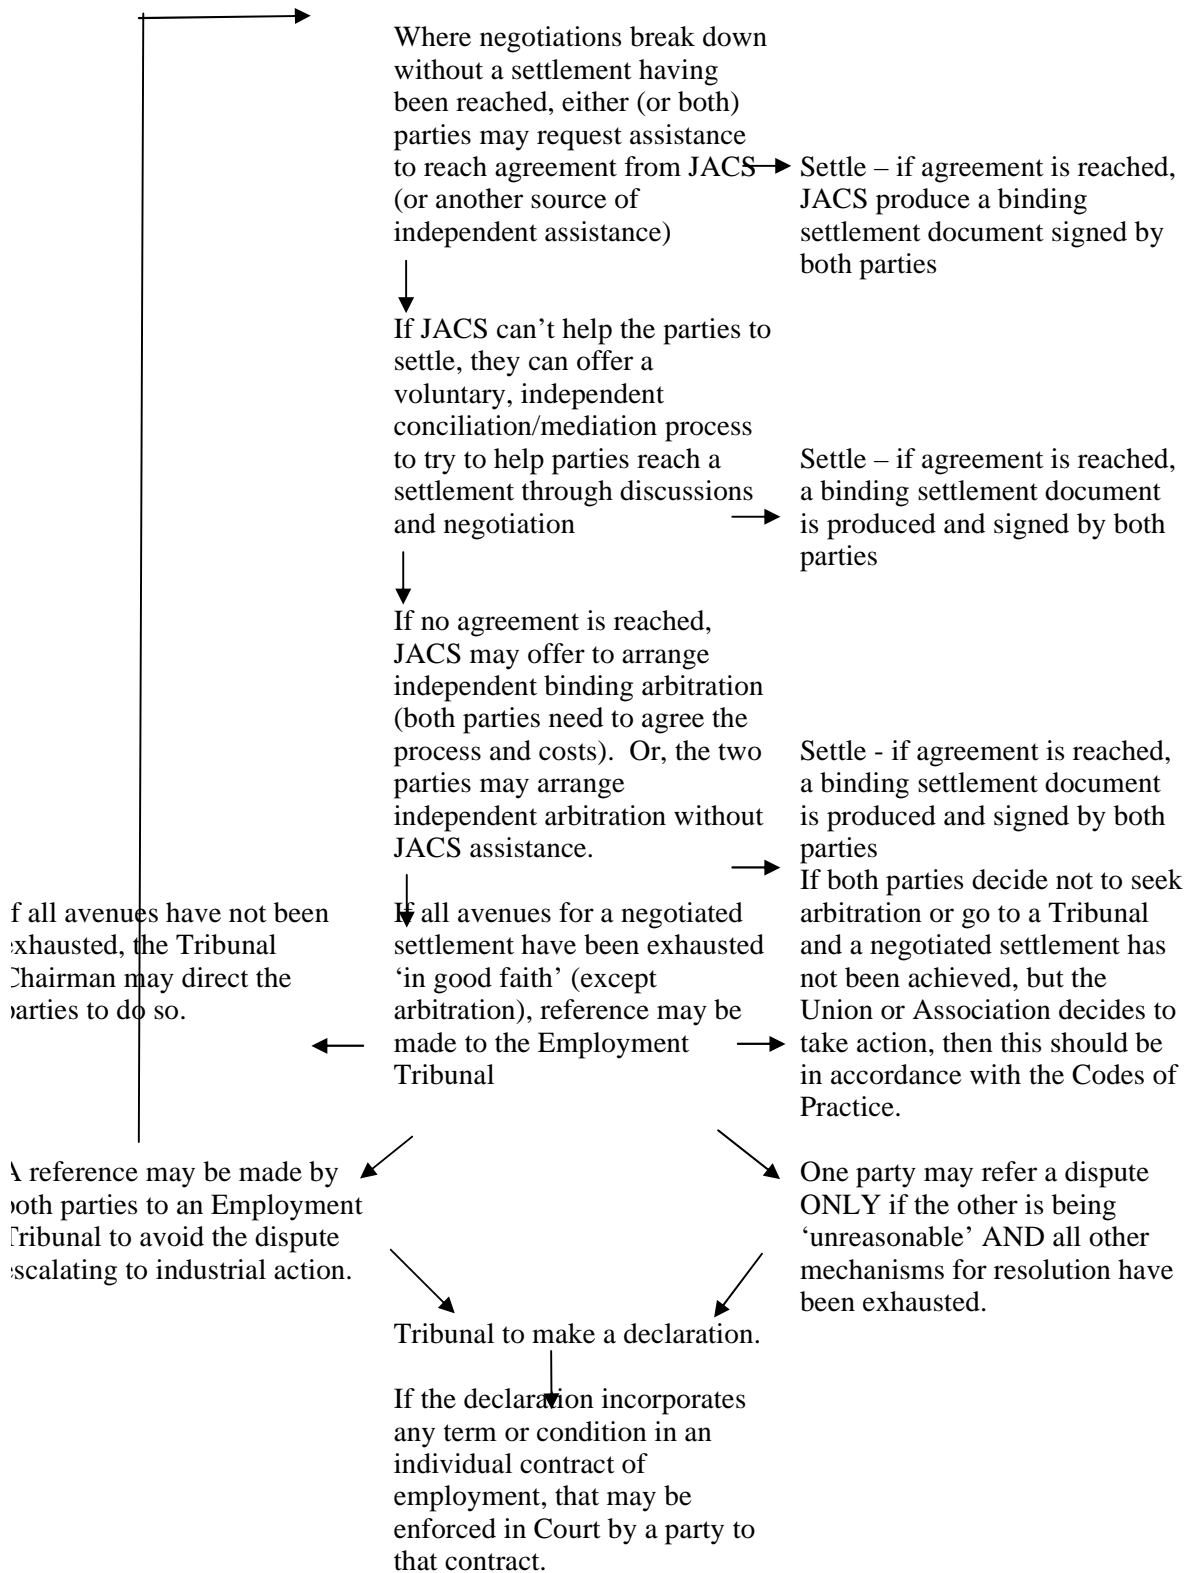 Where negotiations break down
without a settlement having
been reached, either (or both)
parties may request assistance
to reach agreement from JACS
(or another source of
independent assistance)
Settle – if agreement is reached,
JACS produce a binding
settlement document signed by
both parties
If JACS can’t help the parties to
settle, they can offer a
voluntary, independent
conciliation/mediation process
to try to help parties reach a
settlement through discussions
and negotiation
Settle – if agreement is reached,
a binding settlement document
is produced and signed by both
parties
If no agreement is reached,
JACS may offer to arrange
independent binding arbitration
(both parties need to agree the
process and costs).  Or, the two
parties may arrange
independent arbitration without
JACS assistance.
Settle - if agreement is reached,
a binding settlement document
is produced and signed by both
parties
f all avenues have not been
exhausted, the Tribunal
Chairman may direct the
parties to do so.
If all avenues for a negotiated
settlement have been exhausted
‘in good faith’ (except
arbitration), reference may be
made to the Employment
Tribunal
If both parties decide not to seek
arbitration or go to a Tribunal
and a negotiated settlement has
not been achieved, but the
Union or Association decides to
take action, then this should be
in accordance with the Codes of
Practice.
A reference may be made by
both parties to an Employment
Tribunal to avoid the dispute
escalating to industrial action.
One party may refer a dispute
ONLY if the other is being
‘unreasonable’ AND all other
mechanisms for resolution have
been exhausted.
Tribunal to make a declaration.
If the declaration incorporates
any term or condition in an
individual contract of
employment, that may be
enforced in Court by a party to
that contract.